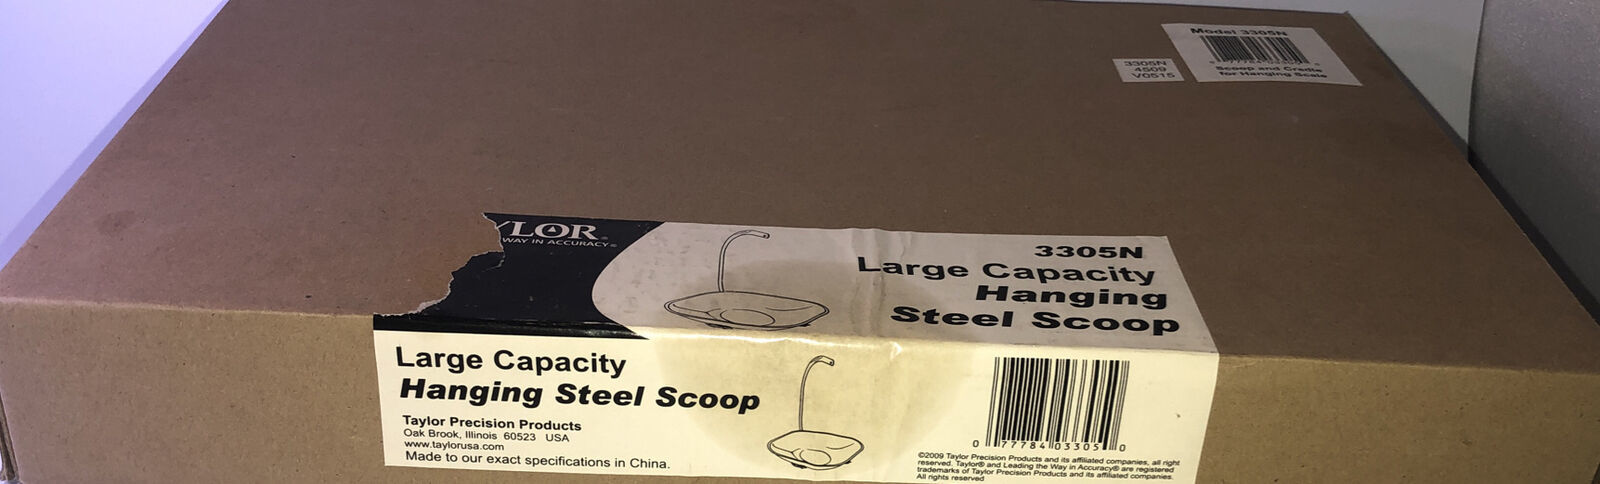 Model 3305N
Scoop and Cradle
for Hanging Scale
3305N
4509
V0515
YLOR®
WAY IN ACCURACY®
3305N
Large Capacity
Hanging
Steel Scoop
Large Capacity
Hanging Steel Scoop
Taylor Precision Products
Oak Brook, Illinois 60523 USA
www.taylorusa.com
Made to our exact specifications in China.
0 77784 03305 0
©2009 Taylor Precision Products and its affiliated companies, all right
reserved. Taylor® and Leading the Way in Accuracy® are registered
trademarks of Taylor Precision Products and its affiliated companies.
All rights reserved